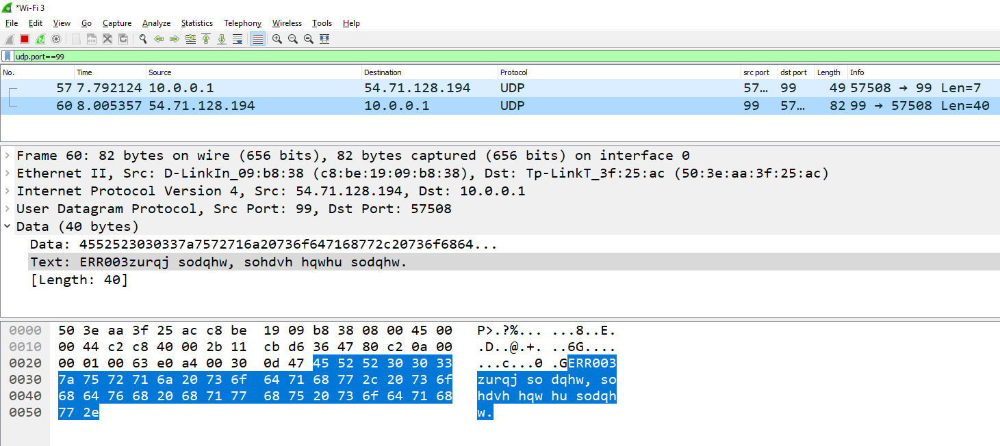 *Wi-Fi 3
File Edit View Go Capture Analyze Statistics Telephony Wireless Tools Help
udp.port==99
No. Time Source Destination Protocol src port dst port Length Info
57 7.792124 10.0.0.1 54.71.128.194 UDP 57… 99 49 57508 → 99 Len=7
60 8.005357 54.71.128.194 10.0.0.1 UDP 99 57… 82 99 → 57508 Len=40
Frame 60: 82 bytes on wire (656 bits), 82 bytes captured (656 bits) on interface 0
Ethernet II, Src: D-LinkIn_09:b8:38 (c8:be:19:09:b8:38), Dst: Tp-LinkT_3f:25:ac (50:3e:aa:3f:25:ac)
Internet Protocol Version 4, Src: 54.71.128.194, Dst: 10.0.0.1
User Datagram Protocol, Src Port: 99, Dst Port: 57508
Data (40 bytes)
Data: 4552523030337a7572716a20736f647168772c20736f6864...
Text: ERR003zurqj sodqhw, sohdvh hqwhu sodqhw.
[Length: 40]
0000 50 3e aa 3f 25 ac c8 be 19 09 b8 38 08 00 45 00 P>.?%... ...8..E.
0010 00 44 c2 c8 40 00 2b 11 cb d6 36 47 80 c2 0a 00 .D..@.+. ..6G....
0020 00 01 00 63 e0 a4 00 30 0d 47 45 52 52 30 30 33 ...c...0 .GERR003
0030 7a 75 72 71 6a 20 73 6f 64 71 68 77 2c 20 73 6f zurqj so dqhw, so
0040 68 64 76 68 20 68 71 77 68 75 20 73 6f 64 71 68 hdvh hqw hu sodqh
0050 77 2e w.